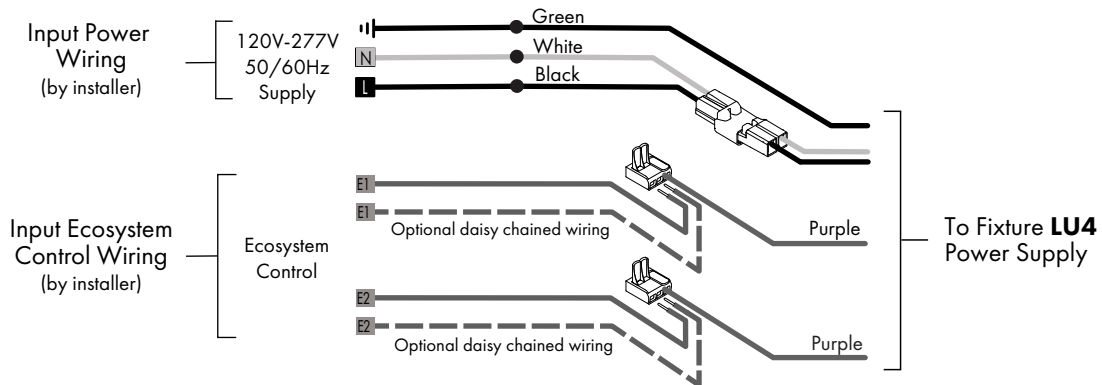 Input Power
Wiring
(by installer)
120V-277V
50/60Hz
Supply
Green
N
White
L
Black
Input Ecosystem
Control Wiring
(by installer)
Ecosystem
Control
E1
E1
Optional daisy chained wiring
Purple
E2
E2
Optional daisy chained wiring
Purple
To Fixture LU4
Power Supply